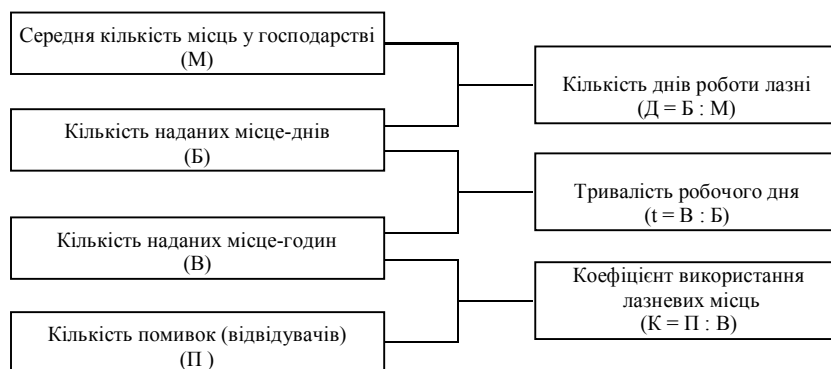 Середня кількість місць у господарстві
(М)
Кількість наданих місце-днів
(Б)
Кількість наданих місце-годин
(В)
Кількість помивок (відвідувачів)
(П )
Кількість днів роботи лазні
(Д = Б : М)
Тривалість робочого дня
(t = В : Б)
Коефіцієнт використання
лазневих місць
(К = П : В)